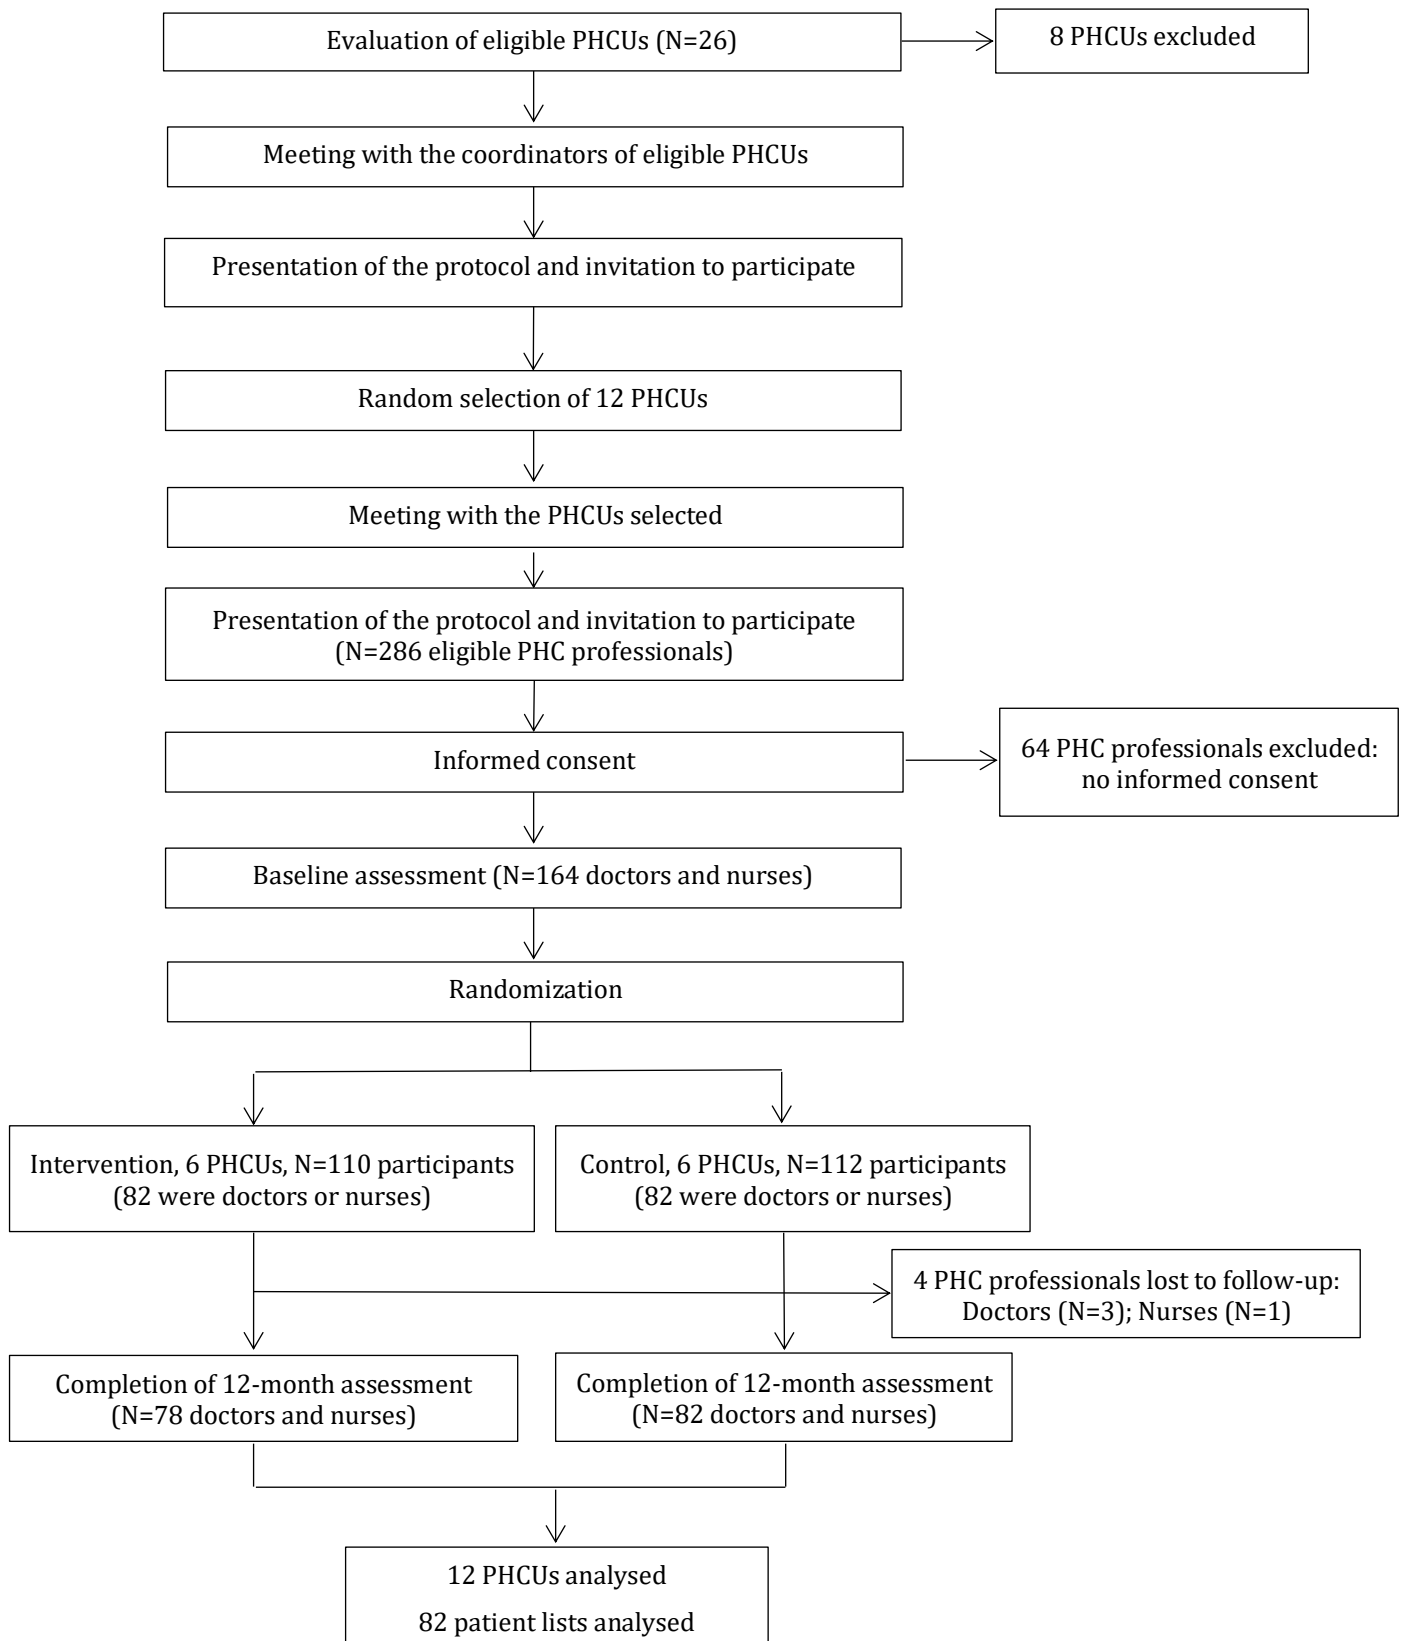 Evaluation of eligible PHCUs (N=26)
8 PHCUs excluded
Meeting with the coordinators of eligible PHCUs
Presentation of the protocol and invitation to participate
Random selection of 12 PHCUs
Meeting with the PHCUs selected
Presentation of the protocol and invitation to participate
(N=286 eligible PHC professionals)
Informed consent
64 PHC professionals excluded:
no informed consent
Baseline assessment (N=164 doctors and nurses)
Randomization
Intervention, 6 PHCUs, N=110 participants
(82 were doctors or nurses)
Control, 6 PHCUs, N=112 participants
(82 were doctors or nurses)
4 PHC professionals lost to follow-up:
Doctors (N=3); Nurses (N=1)
Completion of 12-month assessment
(N=78 doctors and nurses)
Completion of 12-month assessment
(N=82 doctors and nurses)
12 PHCUs analysed
82 patient lists analysed